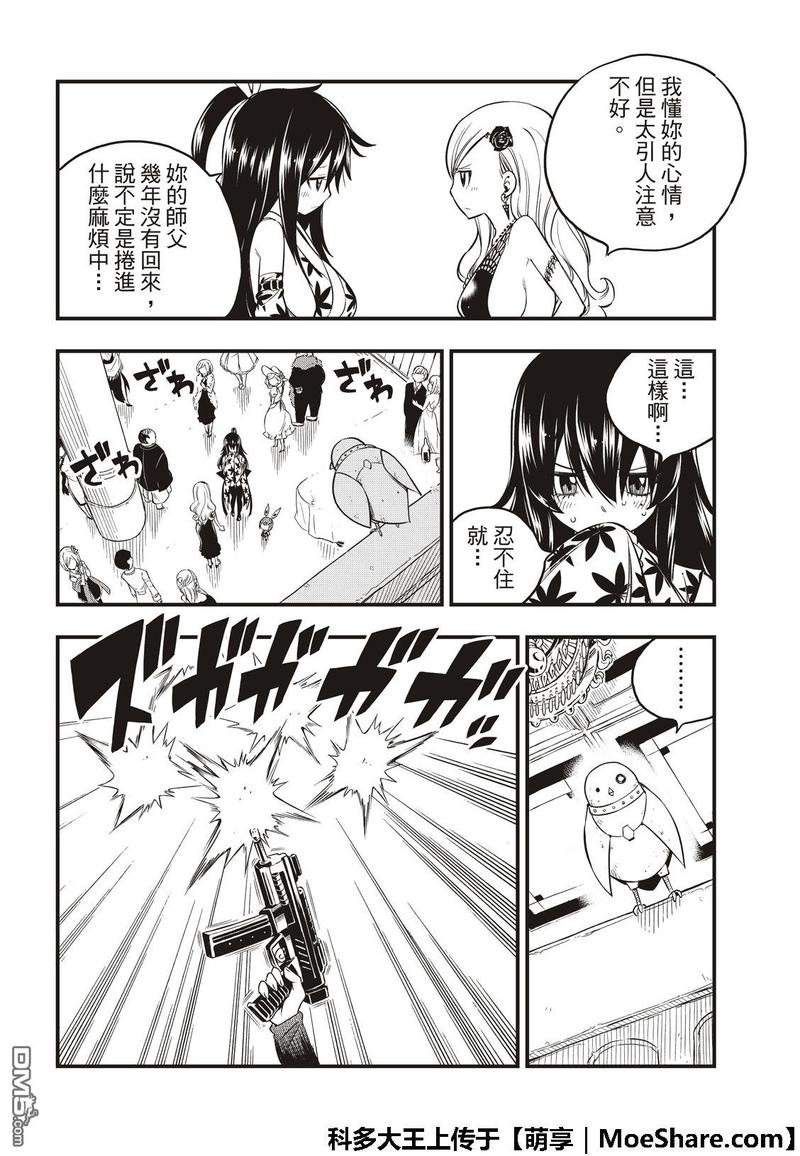 我懂妳的心情，
但是太引人注意
不好。
妳的師父
幾年沒有回來，
說不定是捲進
什麼麻煩中…
這…
這樣啊…
忍不住
就…
ざわ
ざわ
……
ズガガガガッ
DM5.com
科多大王上传于【萌享｜MoeShare.com】